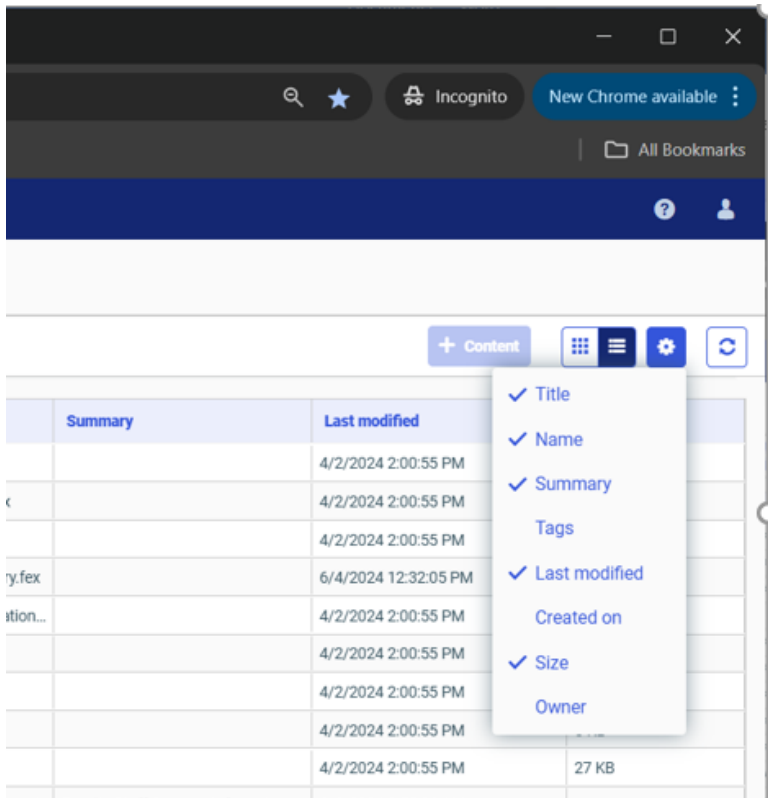 Incognito
New Chrome available
All Bookmarks
+ Content
Title
Name
Summary
Tags
Last modified
Created on
Size
Owner
Summary
Last modified
4/2/2024 2:00:55 PM
x
4/2/2024 2:00:55 PM
4/2/2024 2:00:55 PM
ry.fex
6/4/2024 12:32:05 PM
ation...
4/2/2024 2:00:55 PM
4/2/2024 2:00:55 PM
4/2/2024 2:00:55 PM
4/2/2024 2:00:55 PM
4/2/2024 2:00:55 PM
27 KB